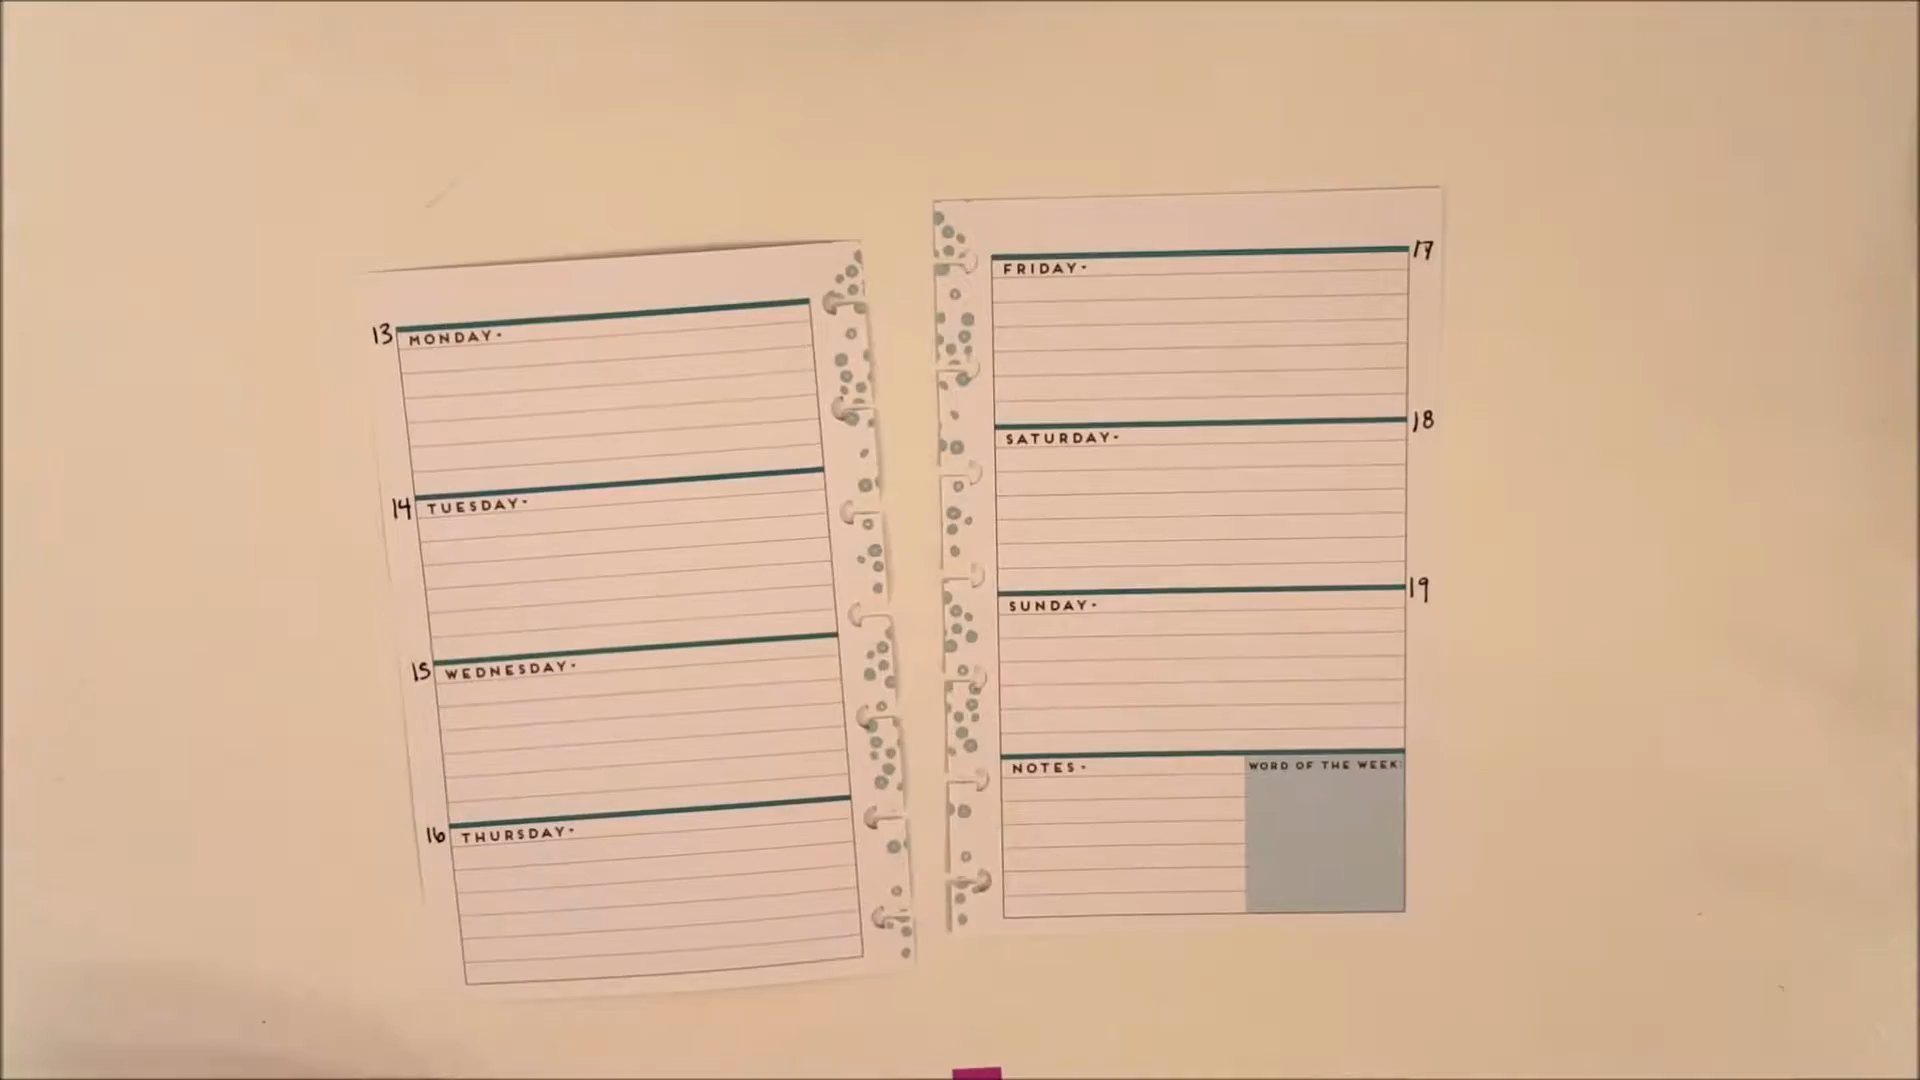 13 MONDAY-
14 TUESDAY-
15 WEDNESDAY-
16 THURSDAY-
17
FRIDAY-
18
SATURDAY-
19
SUNDAY-
NOTES-
WORD OF THE WEEK: